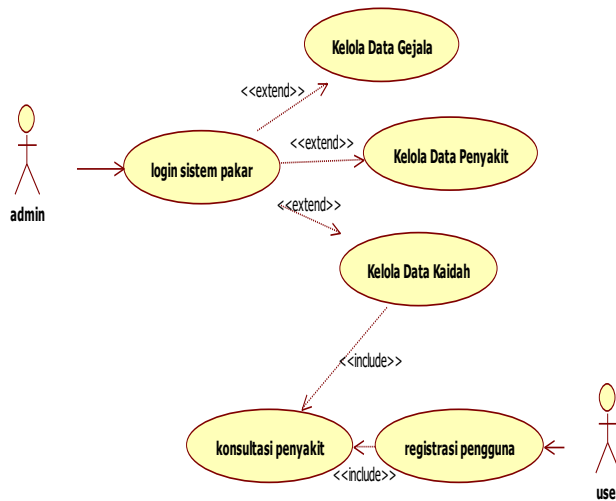 Kelola Data Gejala
<<extend>>
<<extend>>
Kelola Data Penyakit
login sistem pakar
admin
<<extend>>
Kelola Data Kaidah
<<include>>
konsultasi penyakit
registrasi pengguna
<<include>>
use